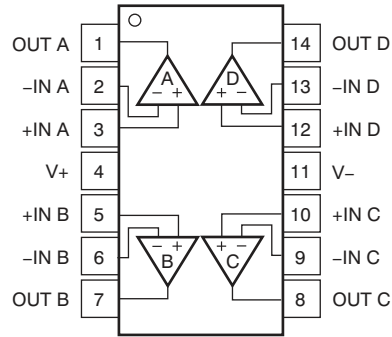 OUT A 1 14 OUT D
−IN A 2 A D 13 −IN D
− + + −
+IN A 3 12 +IN D
V+ 4 11 V−
+IN B 5 10 +IN C
− + + −
−IN B 6 B C 9 −IN C
OUT B 7 8 OUT C